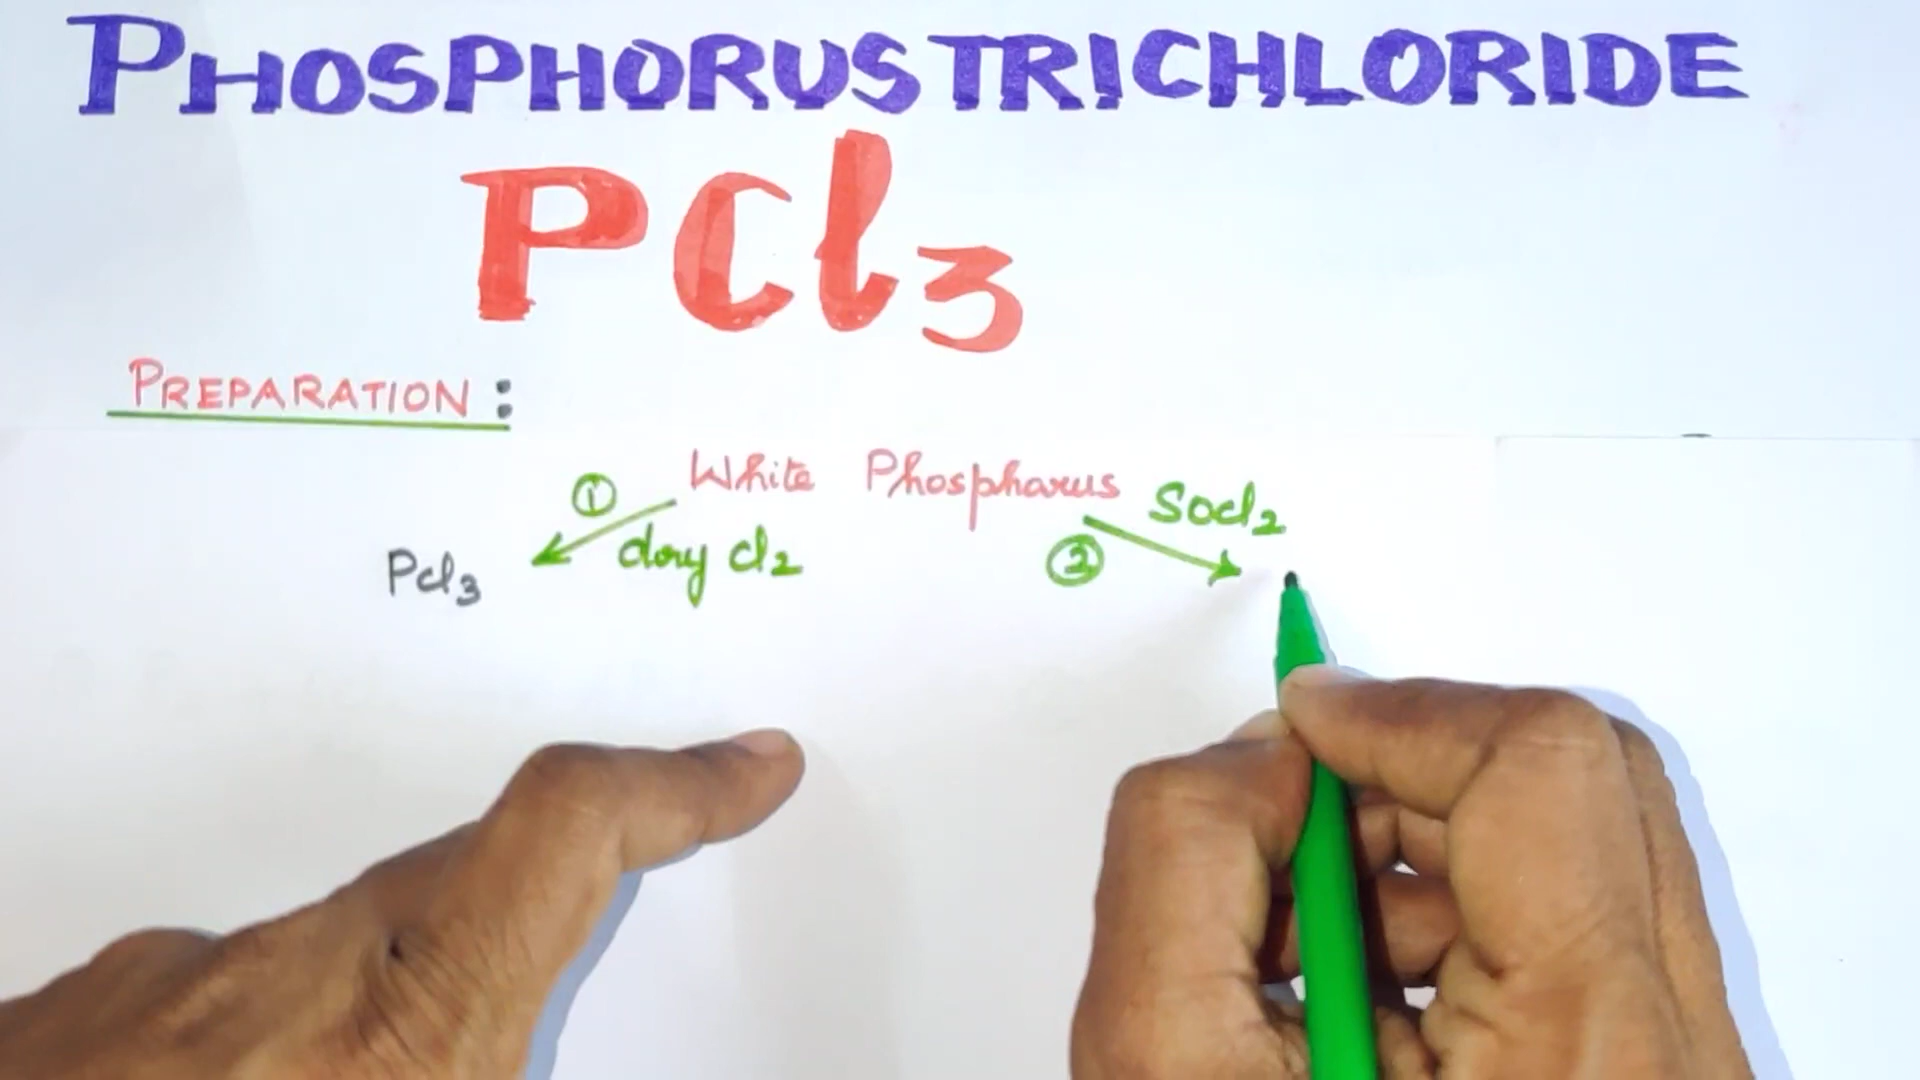 PHOSPHORUS TRICHLORIDE
PCl3
PREPARATION :
White Phosphorus
① dry Cl2
SOCl2
②
PCl3